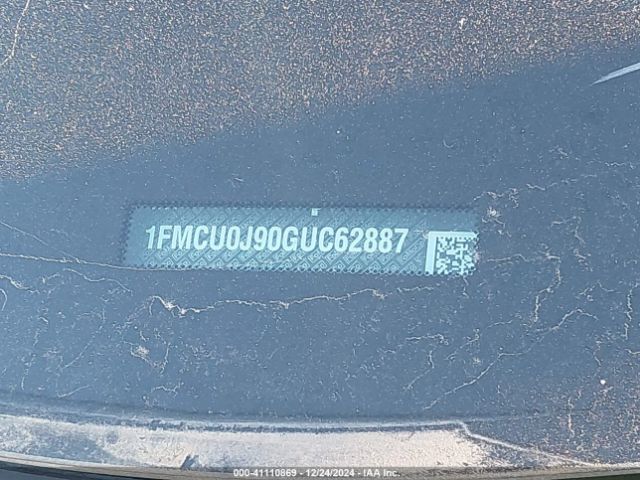 1FMCU0J90GUC62887
000-41110869 • 12/24/2024 - IAA Inc.